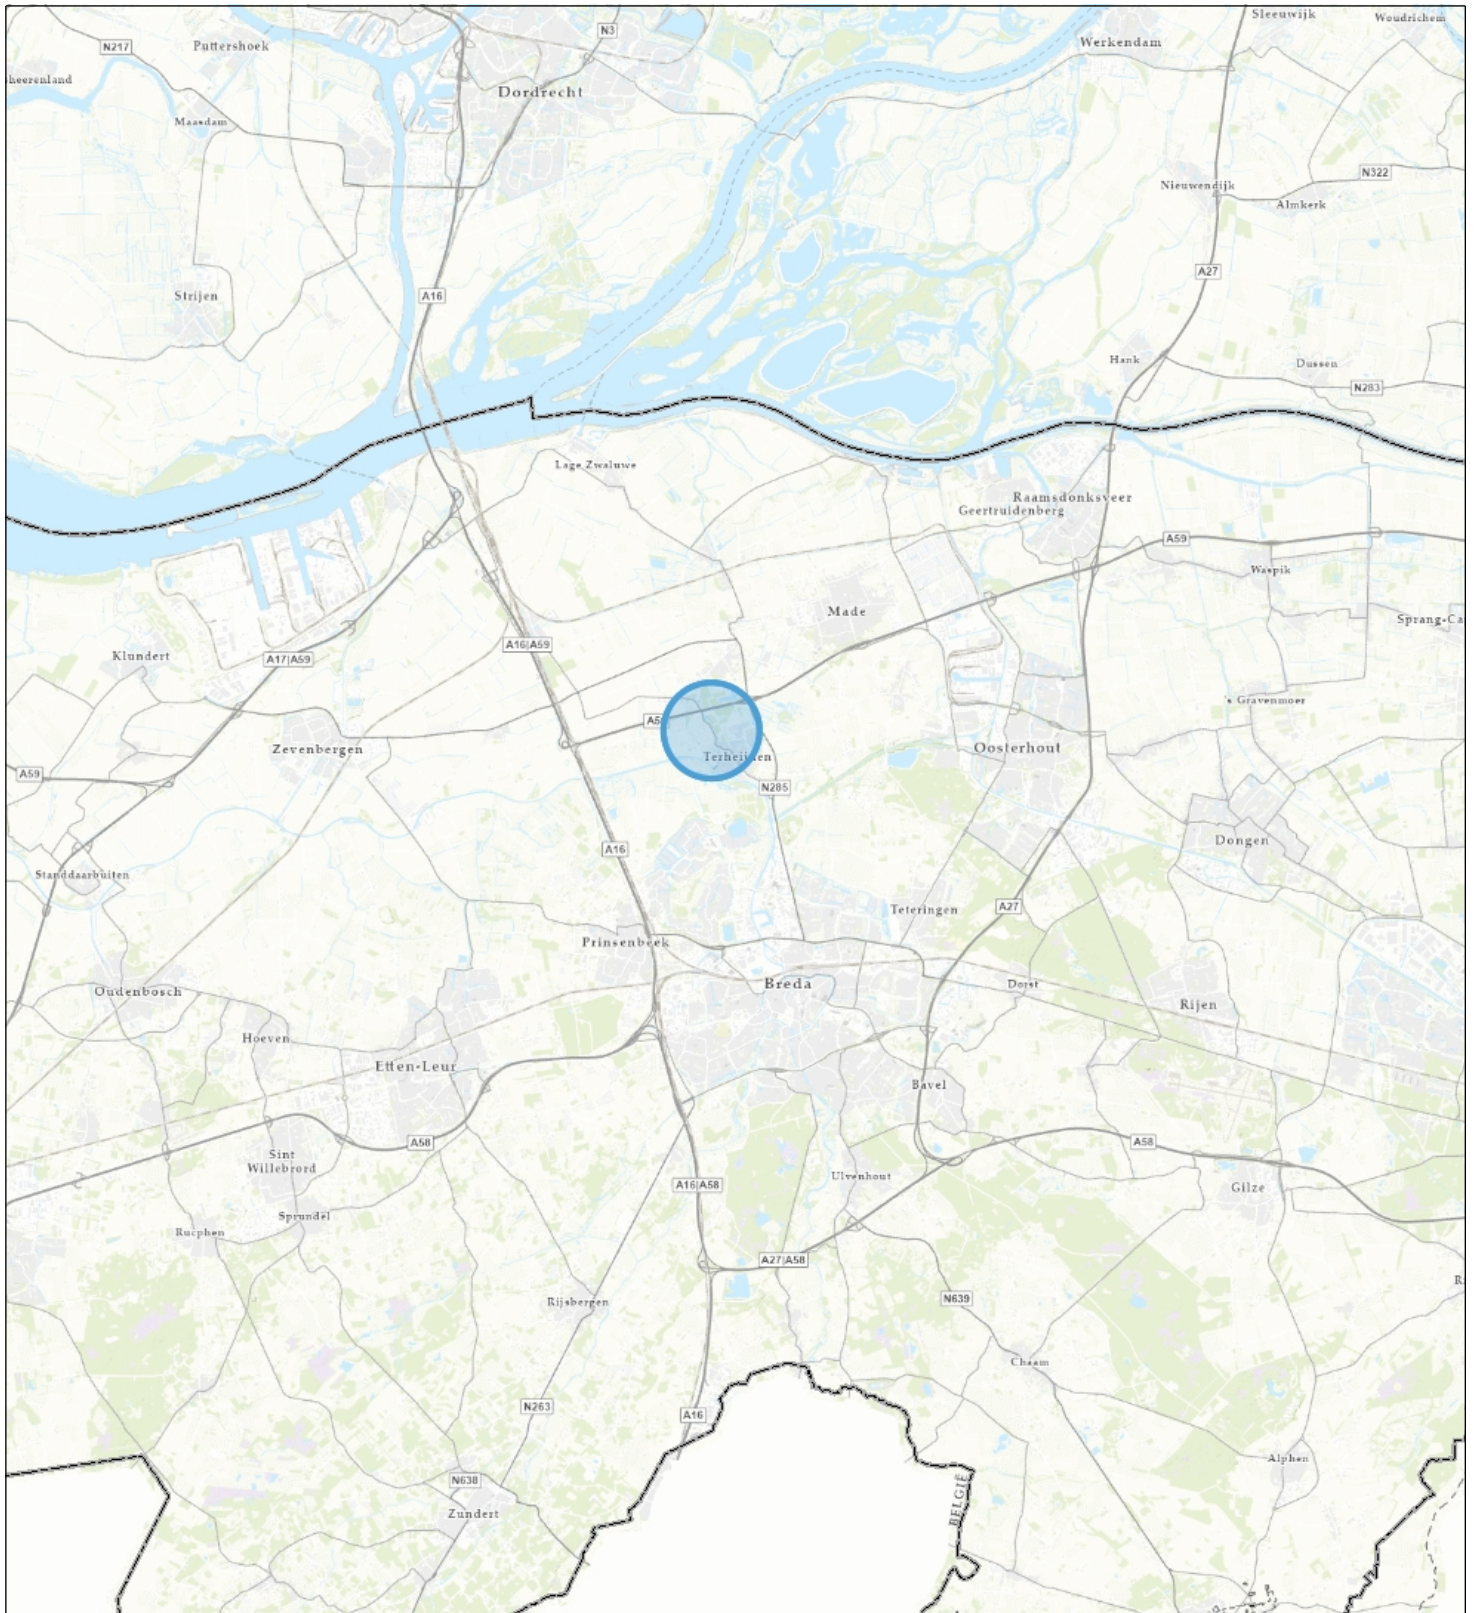 Sleeuwijk
Woudrichem
N3
Puttershoek
N217
Werkendam
Dordrecht
Maasdam
N322
Nieuwendijk
Almkerk
A27
A16
Strijen
Hank
Dussen
N283
Lage Zwaluwe
Raamsdonksveer
Geertruidenberg
A59
Waspik
Made
Sprang-Ca
A16|A59
Klundert
A17|A59
's Gravenmoer
Zevenbergen
Oosterhout
Terheijden
A59
N285
Dongen
A16
Standdaarbuiten
Teteringen
A27
Prinsenbeek
Breda
Dorst
Oudenbosch
Rijen
Hoeven
Etten-Leur
Bavel
A58
A58
Sint
Willebrord
Ulvenhout
A16|A58
Gilze
Sprundel
Rucphen
A27|A58
Rijsbergen
N639
Chaam
N263
A16
Alphen
N638
BELGIË
Zundert